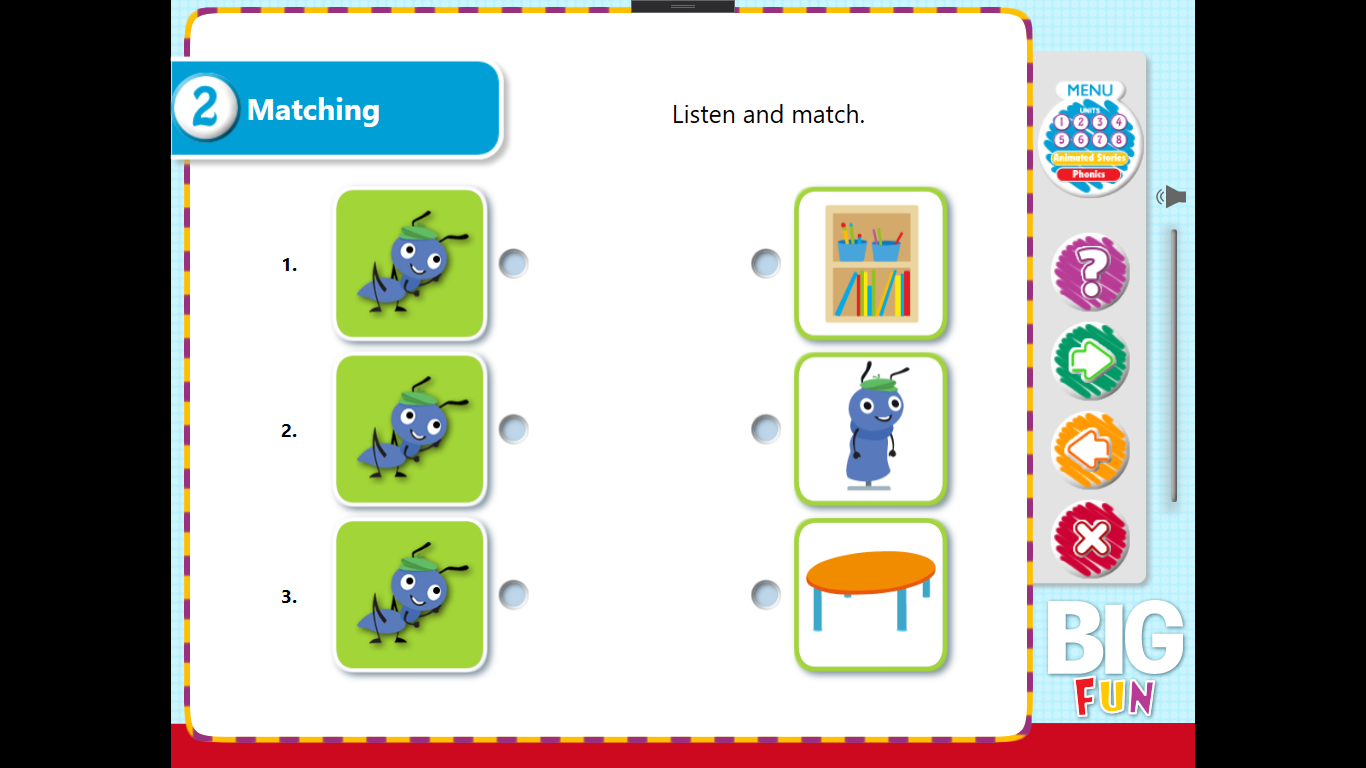 2 Matching
Listen and match.
1.
2.
3.
MENU
UNITS
1 2 3 4
5 6 7 8
Animated Stories
Phonics
?
BIG
FUN